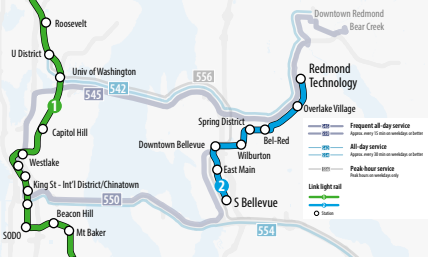 Roosevelt
U District
Univ of Washington
545
542
556
Downtown Redmond
Bear Creek
Redmond
Technology
Overlake Village
1
Capitol Hill
Spring District
Bel-Red
Downtown Bellevue
Wilburton
Westlake
East Main
King St - Int'l District/Chinatown
2
550
S Bellevue
Beacon Hill
SODO
Mt Baker
554
Frequent all-day service
Approx. every 15 min on weekdays or better
All-day service
Approx. every 30 min on weekdays or better
Peak-hour service
Peak hours on weekdays only
Link light rail
Station